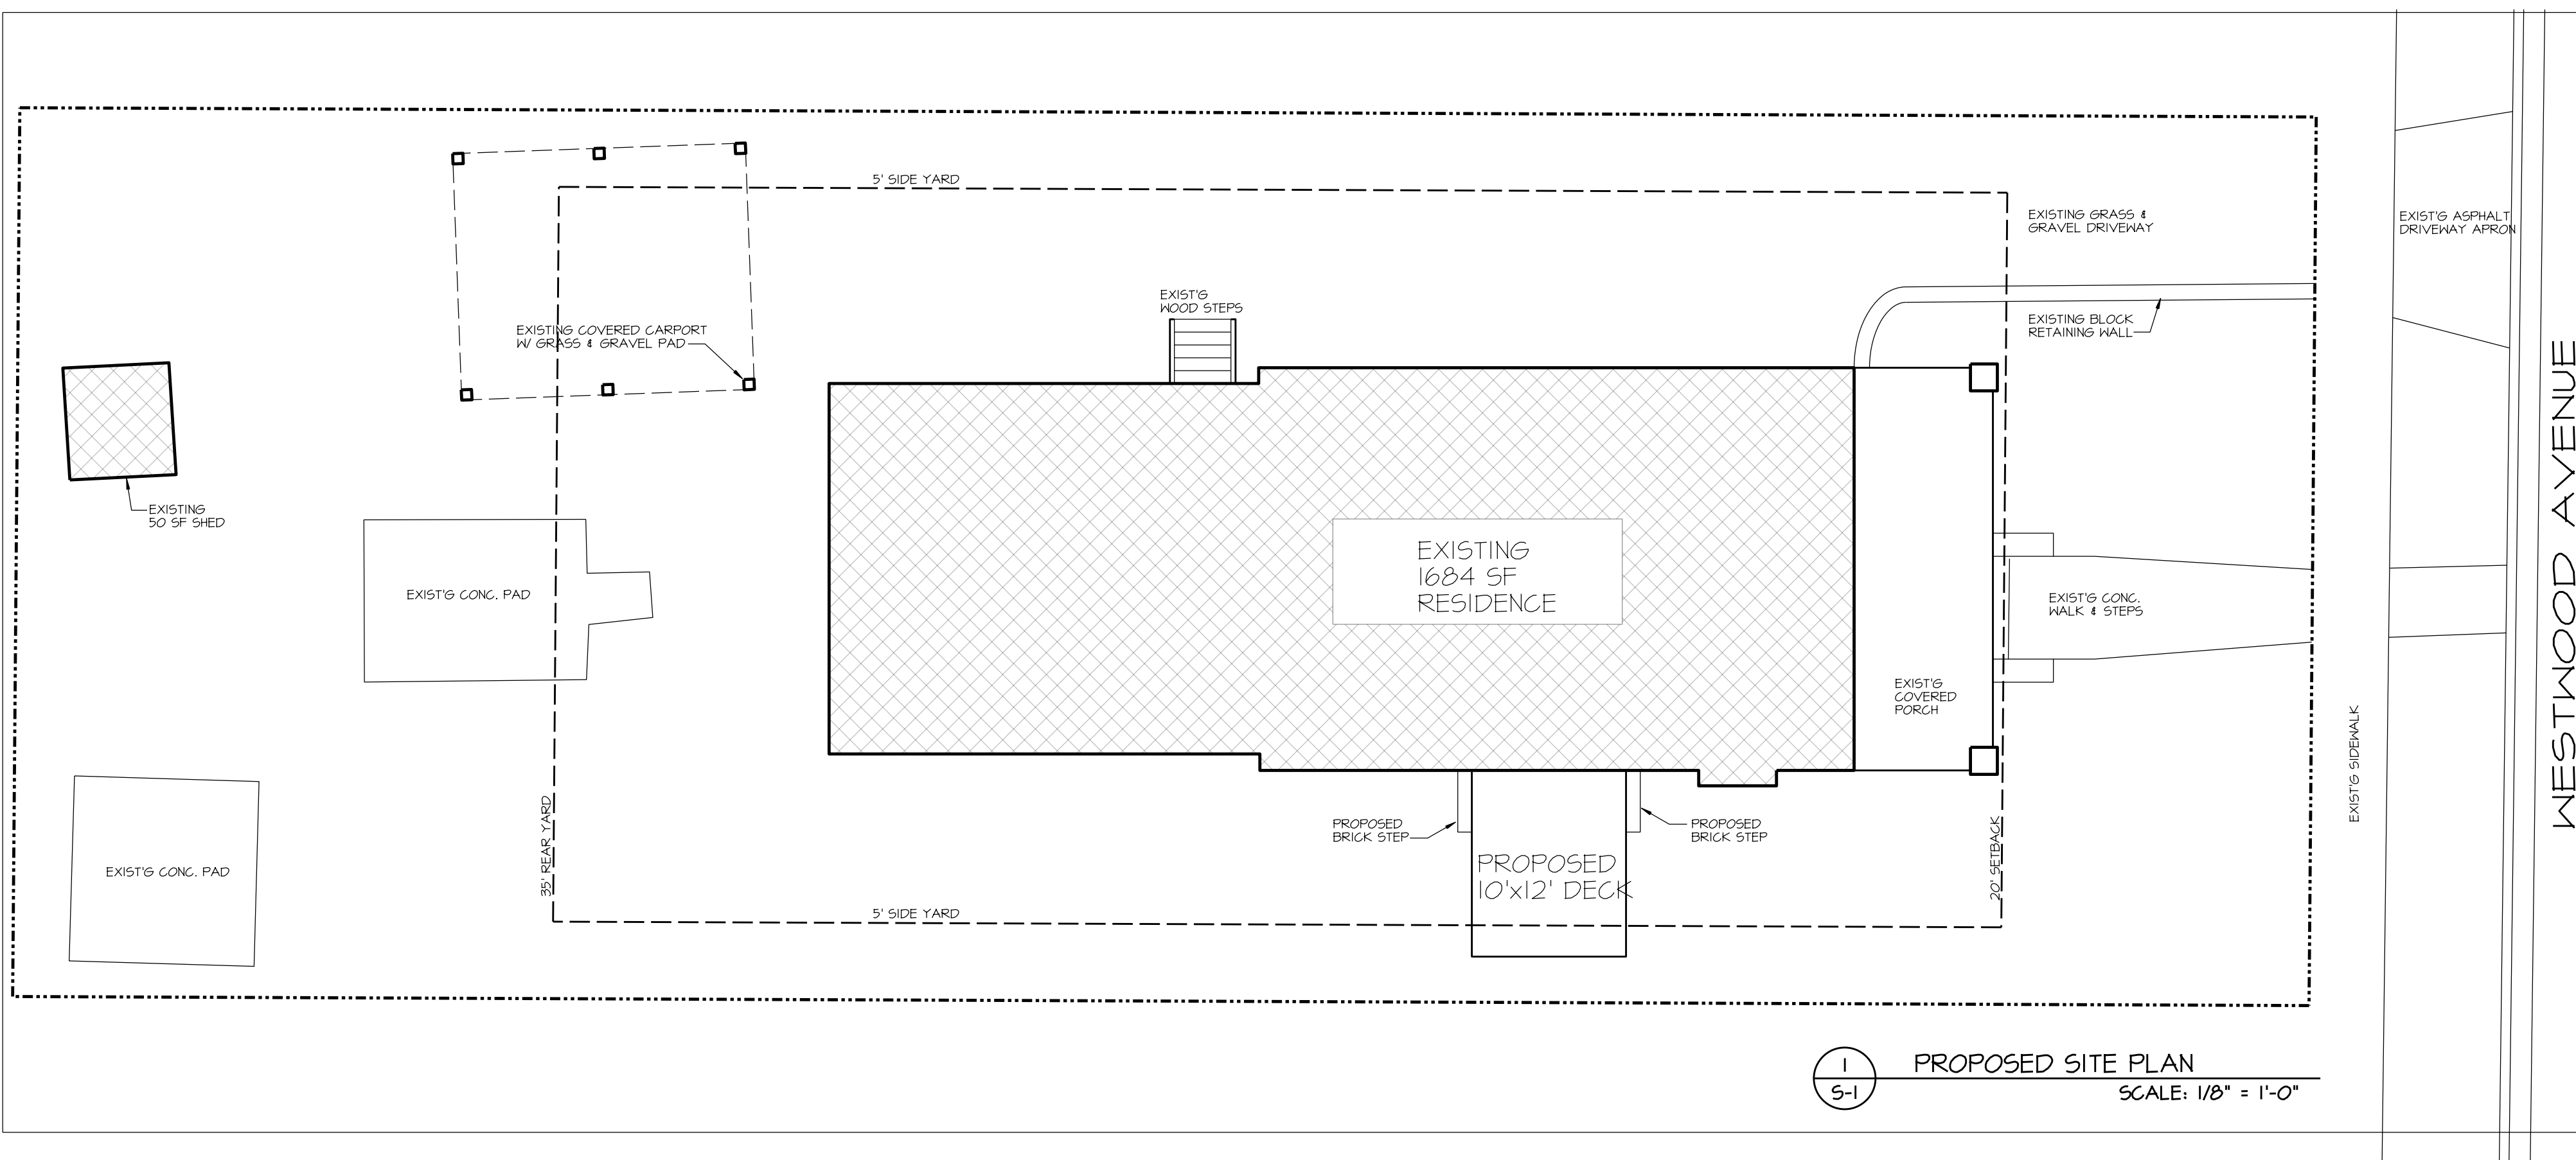 5' SIDE YARD
EXISTING GRASS &
GRAVEL DRIVEWAY
EXIST'G ASPHALT
DRIVEWAY APRON
EXIST'G
WOOD STEPS
EXISTING COVERED CARPORT
W/ GRASS & GRAVEL PAD
EXISTING BLOCK
RETAINING WALL
WESTWOOD AVENUE
EXISTING
50 SF SHED
EXISTING
1684 SF
RESIDENCE
EXIST'G CONC. PAD
EXIST'G CONC.
WALK & STEPS
EXIST'G
COVERED
PORCH
EXIST'G SIDEWALK
PROPOSED
BRICK STEP
PROPOSED
BRICK STEP
35' REAR YARD
20' SETBACK
PROPOSED
10'x12' DECK
EXIST'G CONC. PAD
5' SIDE YARD
1
S-1
PROPOSED SITE PLAN
SCALE: 1/8" = 1'-0"